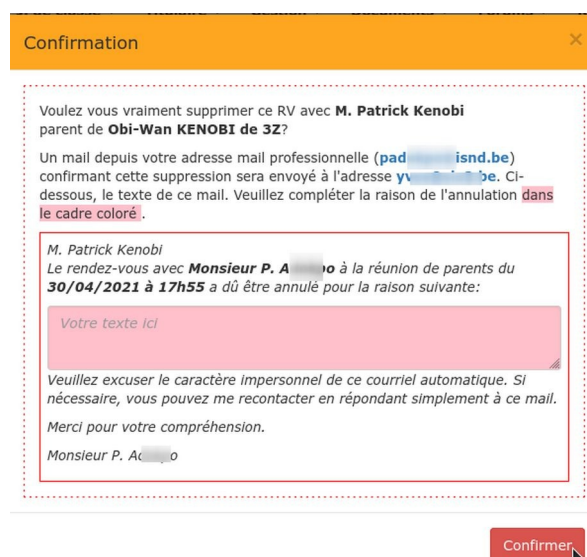 Confirmation ×
Voulez vous vraiment supprimer ce RV avec M. Patrick Kenobi
parent de Obi-Wan KENOBI de 3Z?
Un mail depuis votre adresse mail professionnelle (pad isnd.be)
confirmant cette suppression sera envoyé à l'adresse be. Ci-
dessous, le texte de ce mail. Veuillez compléter la raison de l'annulation dans
le cadre coloré .
M. Patrick Kenobi
Le rendez-vous avec Monsieur P. à la réunion de parents du
30/04/2021 à 17h55 a dû être annulé pour la raison suivante:
Votre texte ici
Veuillez excuser le caractère impersonnel de ce courriel automatique. Si
nécessaire, vous pouvez me recontacter en répondant simplement à ce mail.
Merci pour votre compréhension.
Monsieur P.
Confirmer